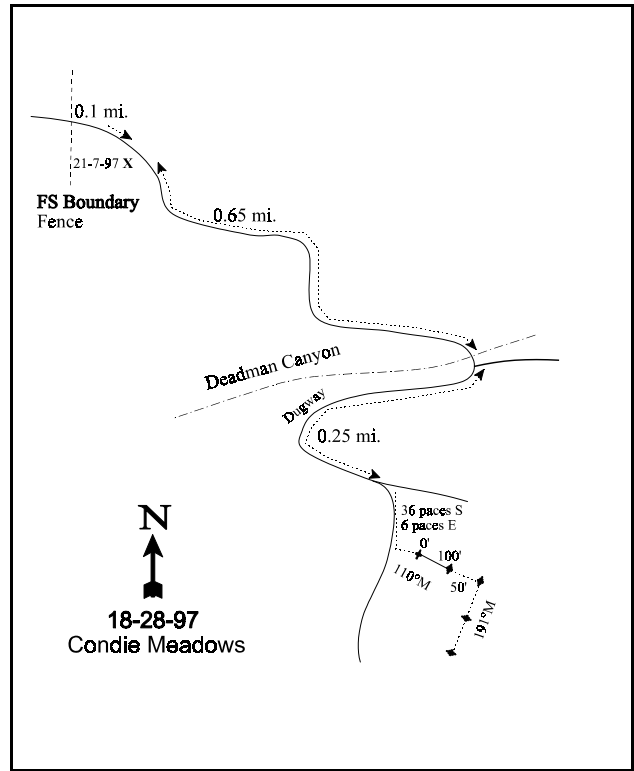 0.1 mi.
21-7-97 X
FS Boundary
Fence
0.65 mi.
Deadman Canyon
Dugway
0.25 mi.
36 paces S
6 paces E
0'
100'
110°M
50'
191°M
N
18-28-97
Condie Meadows